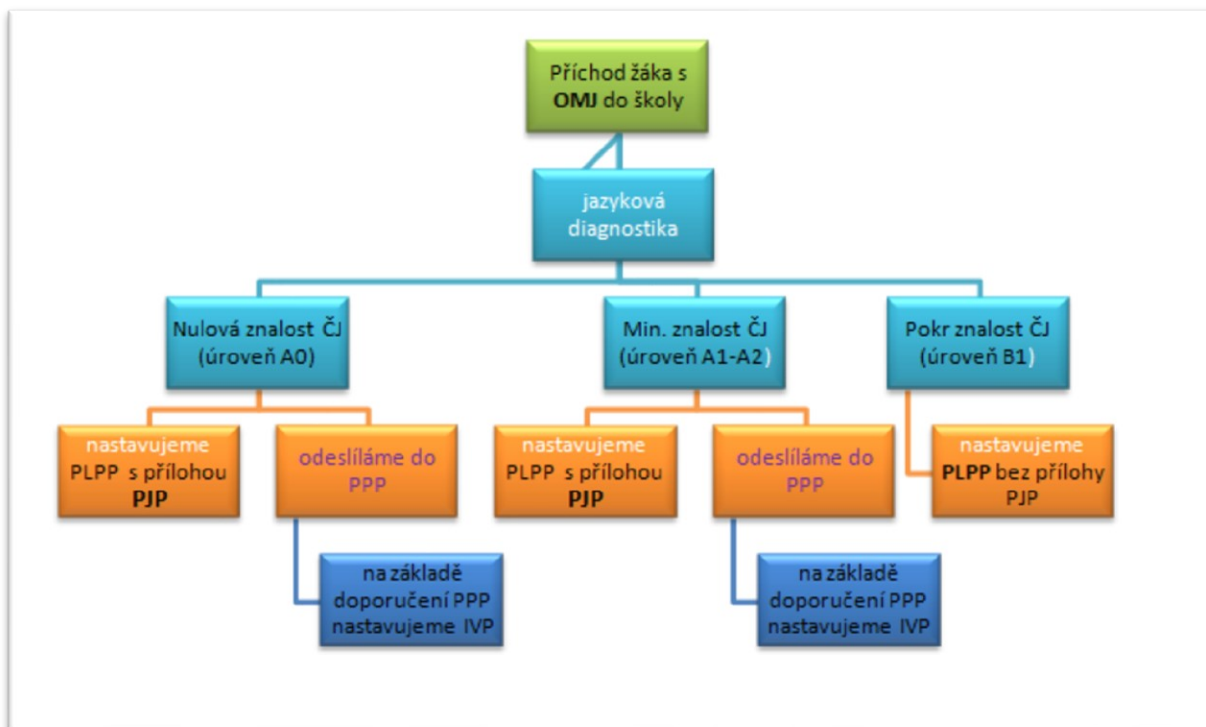 Příchod žáka s
OMJ do školy
jazyková
diagnostika
Nulová znalost ČJ
(úroveň A0)
Min. znalost ČJ
(úroveň A1-A2)
Pokr znalost ČJ
(úroveň B1)
nastavujeme
PLPP s přílohou
PJP
odeslíláme do
PPP
nastavujeme
PLPP s přílohou
PJP
odeslíláme do
PPP
nastavujeme
PLPP bez přílohy
PJP
na základě
doporučení PPP
nastavujeme IVP
na základě
doporučení PPP
nastavujeme IVP